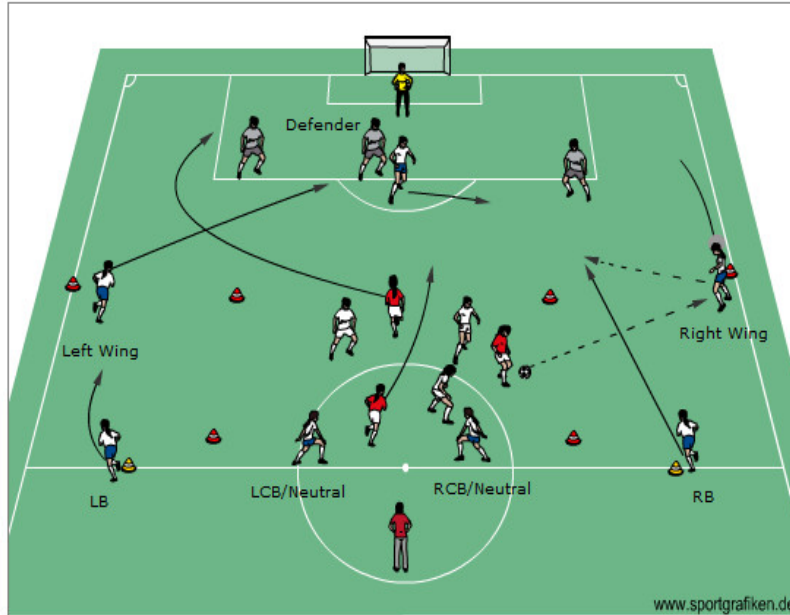 Defender
Left Wing
Right Wing
LB
LCB/Neutral
RCB/Neutral
RB
www.sportgrafiken.de